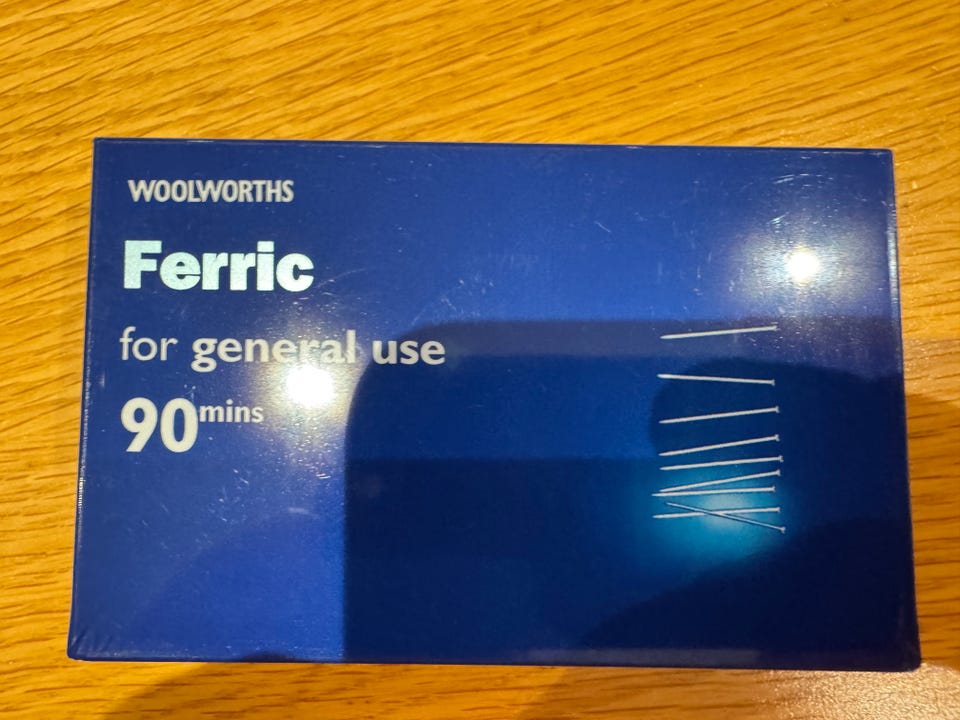 WOOLWORTHS
Ferric
for general use
90mins